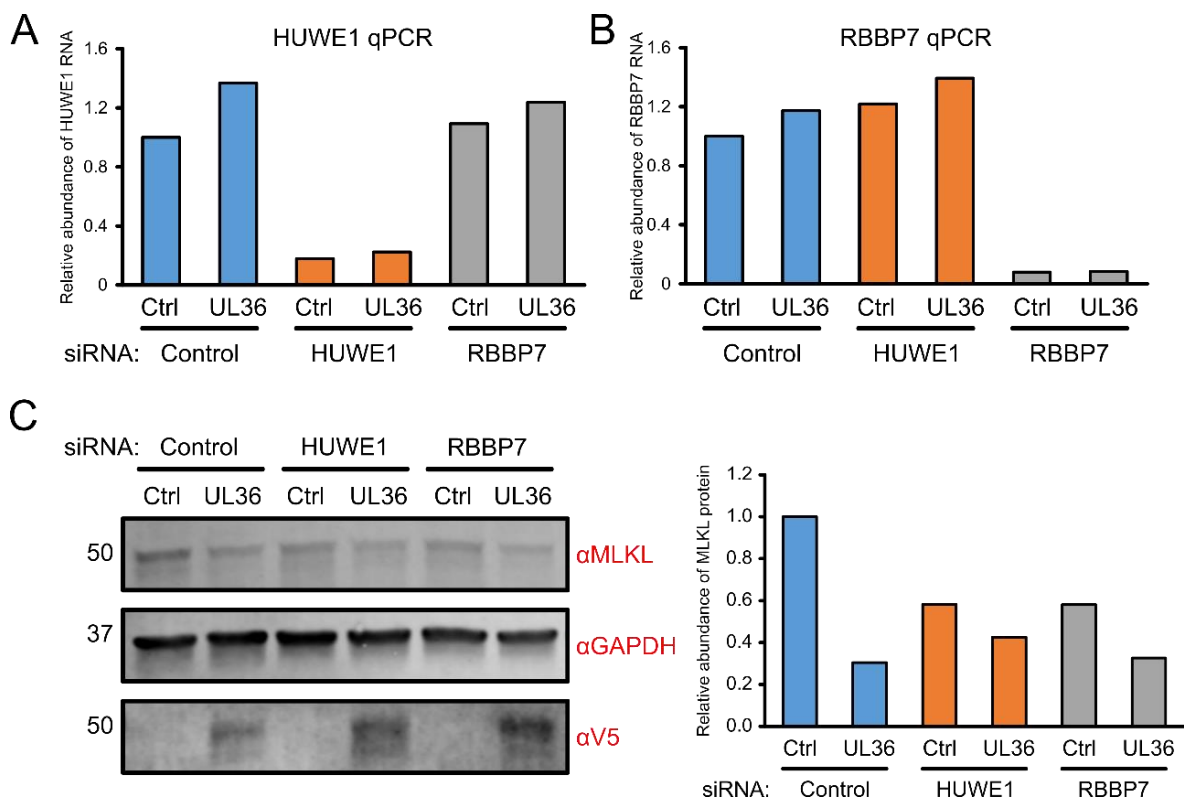 A
HUWE1 qPCR
Relative abundance of HUWE1 RNA
1.6
1.2
0.8
0.4
0
Ctrl UL36 Ctrl UL36 Ctrl UL36
siRNA: Control HUWE1 RBBP7
B
RBBP7 qPCR
Relative abundance of RBBP7 RNA
1.6
1.2
0.8
0.4
0
Ctrl UL36 Ctrl UL36 Ctrl UL36
Control HUWE1 RBBP7
C
siRNA: Control HUWE1 RBBP7
Ctrl UL36 Ctrl UL36 Ctrl UL36
50 αMLKL
37 αGAPDH
50 αV5
Relative abundance of MLKL protein
1.2
1.0
0.8
0.6
0.4
0.2
0.0
Ctrl UL36 Ctrl UL36 Ctrl UL36
siRNA: Control HUWE1 RBBP7